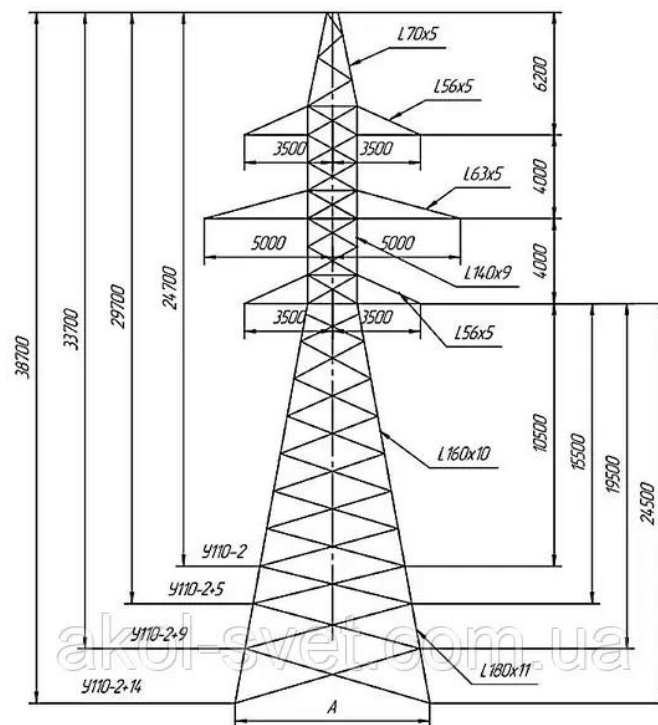 L70x5
L56x5
6200
3500
3500
L63x5
4000
5000
5000
L140x9
4000
3500
3500
L56x5
38700
33700
29700
24700
L160x10
10500
15500
19500
24500
У110-2
У110-2+5
akol-svet.com.ua
У110-2+9
L180x11
У110-2+14
A